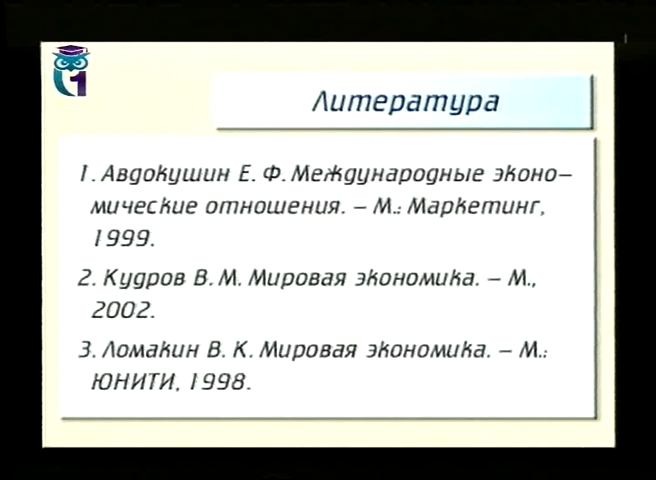 1
Литература
1. Авдокушин Е. Ф. Международные эконо–
мические отношения. – М.: Маркетинг,
1999.
2. Кудров В. М. Мировая экономика. – М.,
2002.
3. Ломакин В. К. Мировая экономика. – М.:
ЮНИТИ, 1998.